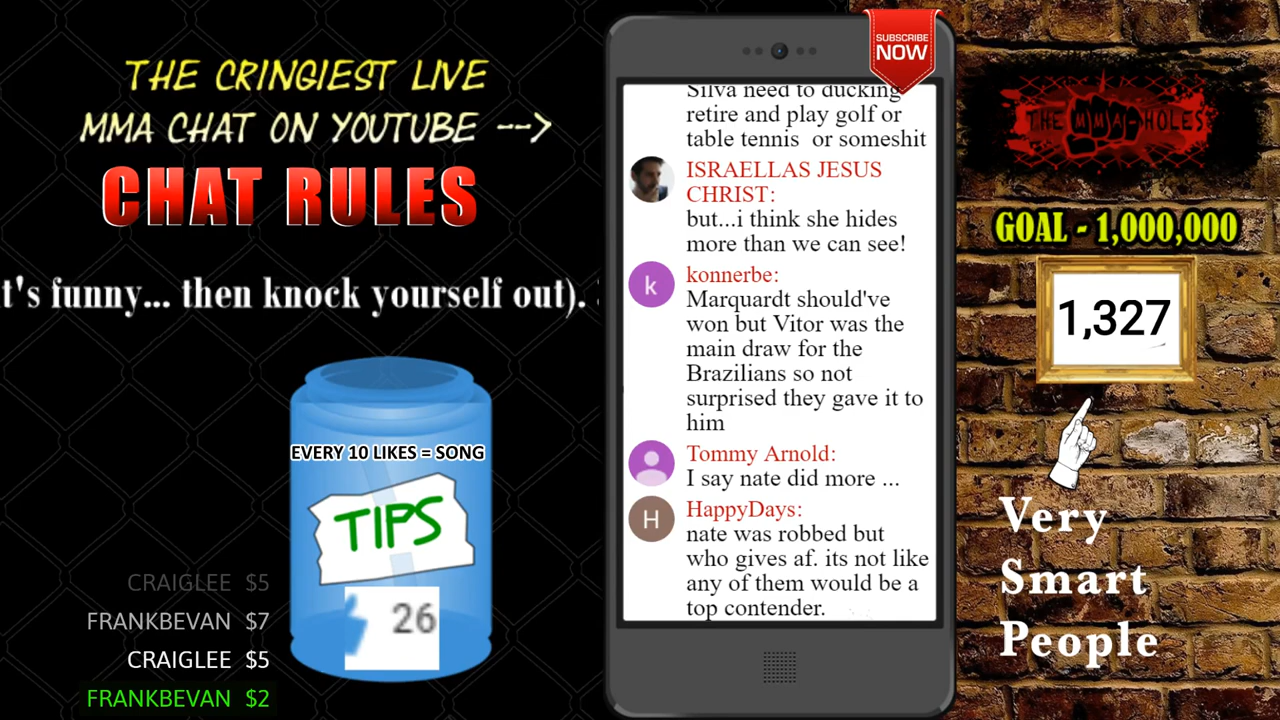 THE CRINGIEST LIVE
MMA CHAT ON YOUTUBE -->
CHAT RULES
t's funny... then knock yourself out).
EVERY 10 LIKES = SONG
TIPS
26
CRAIGLEE $5
FRANKBEVAN $7
CRAIGLEE $5
FRANKBEVAN $2
SUBSCRIBE
NOW
Silva need to ducking
retire and play golf or
table tennis or someshit
ISRAELLAS JESUS
CHRIST:
but...i think she hides
more than we can see!
k
konnerbe:
Marquardt should've
won but Vitor was the
main draw for the
Brazilians so not
surprised they gave it to
him
Tommy Arnold:
I say nate did more ...
H
HappyDays:
nate was robbed but
who gives af. its not like
any of them would be a
top contender.
THE MMA-HOLES
GOAL - 1,000,000
1,327
Very
Smart
People